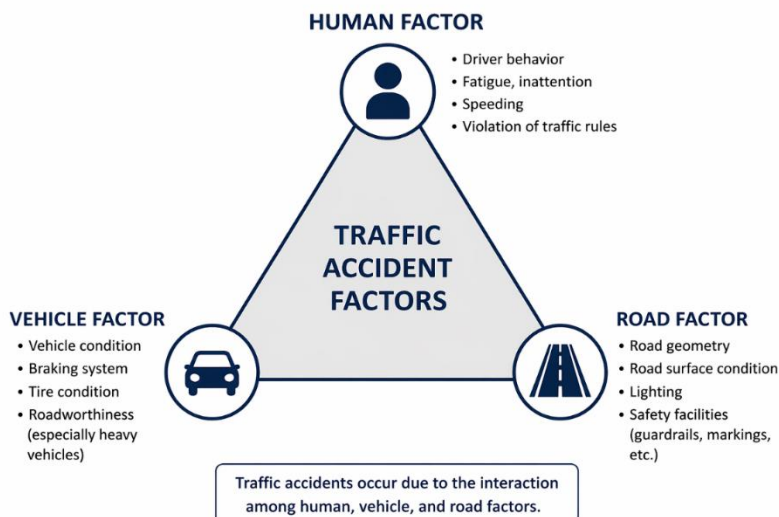 HUMAN FACTOR
• Driver behavior
• Fatigue, inattention
• Speeding
• Violation of traffic rules
TRAFFIC
ACCIDENT
FACTORS
VEHICLE FACTOR
• Vehicle condition
• Braking system
• Tire condition
• Roadworthiness
(especially heavy
vehicles)
ROAD FACTOR
• Road geometry
• Road surface condition
• Lighting
• Safety facilities
(guardrails, markings,
etc.)
Traffic accidents occur due to the interaction
among human, vehicle, and road factors.